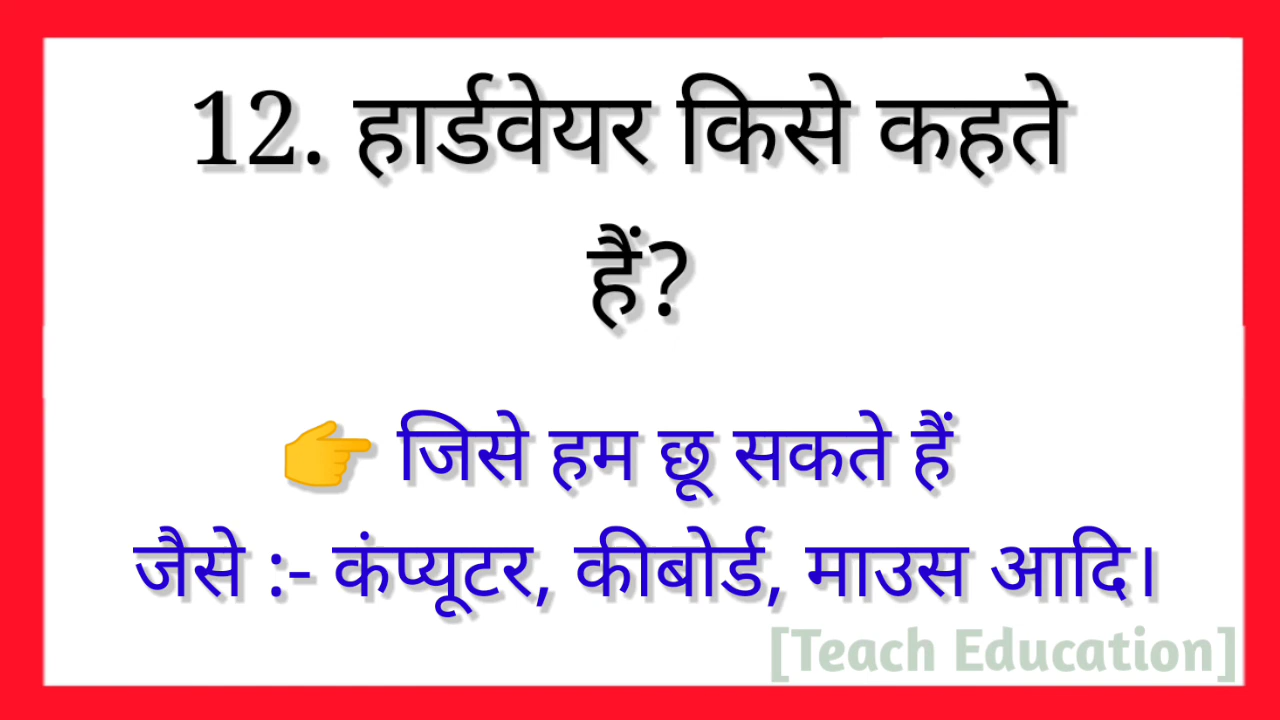 12. हार्डवेयर किसे कहते
हैं?
👉 जिसे हम छू सकते हैं
जैसे :- कंप्यूटर, कीबोर्ड, माउस आदि।
[Teach Education]